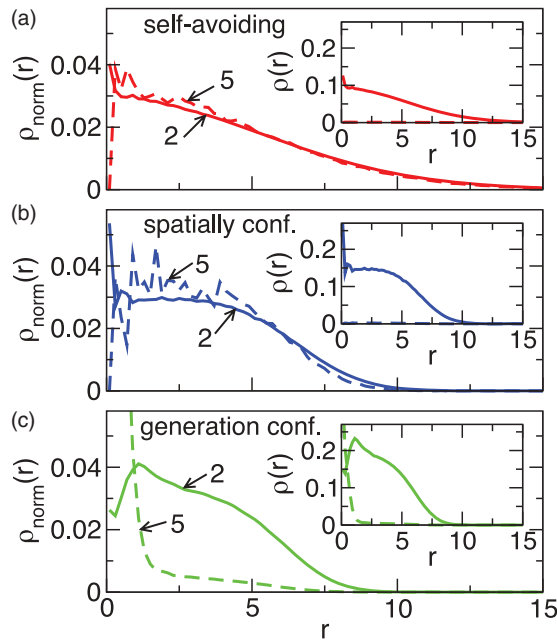 (a)
self-avoiding
ρnorm(r)
0.04
0.02
0
5
2
ρ(r)
0.2
0.1
0
0 5 10 15
r
(b)
spatially conf.
ρnorm(r)
0.04
0.02
0
5
2
ρ(r)
0.2
0.1
0
0 5 10 15
r
(c)
generation conf.
ρnorm(r)
0.04
0.02
0
2
5
ρ(r)
0.2
0.1
0
0 5 10 15
r
0 5 10 15
r